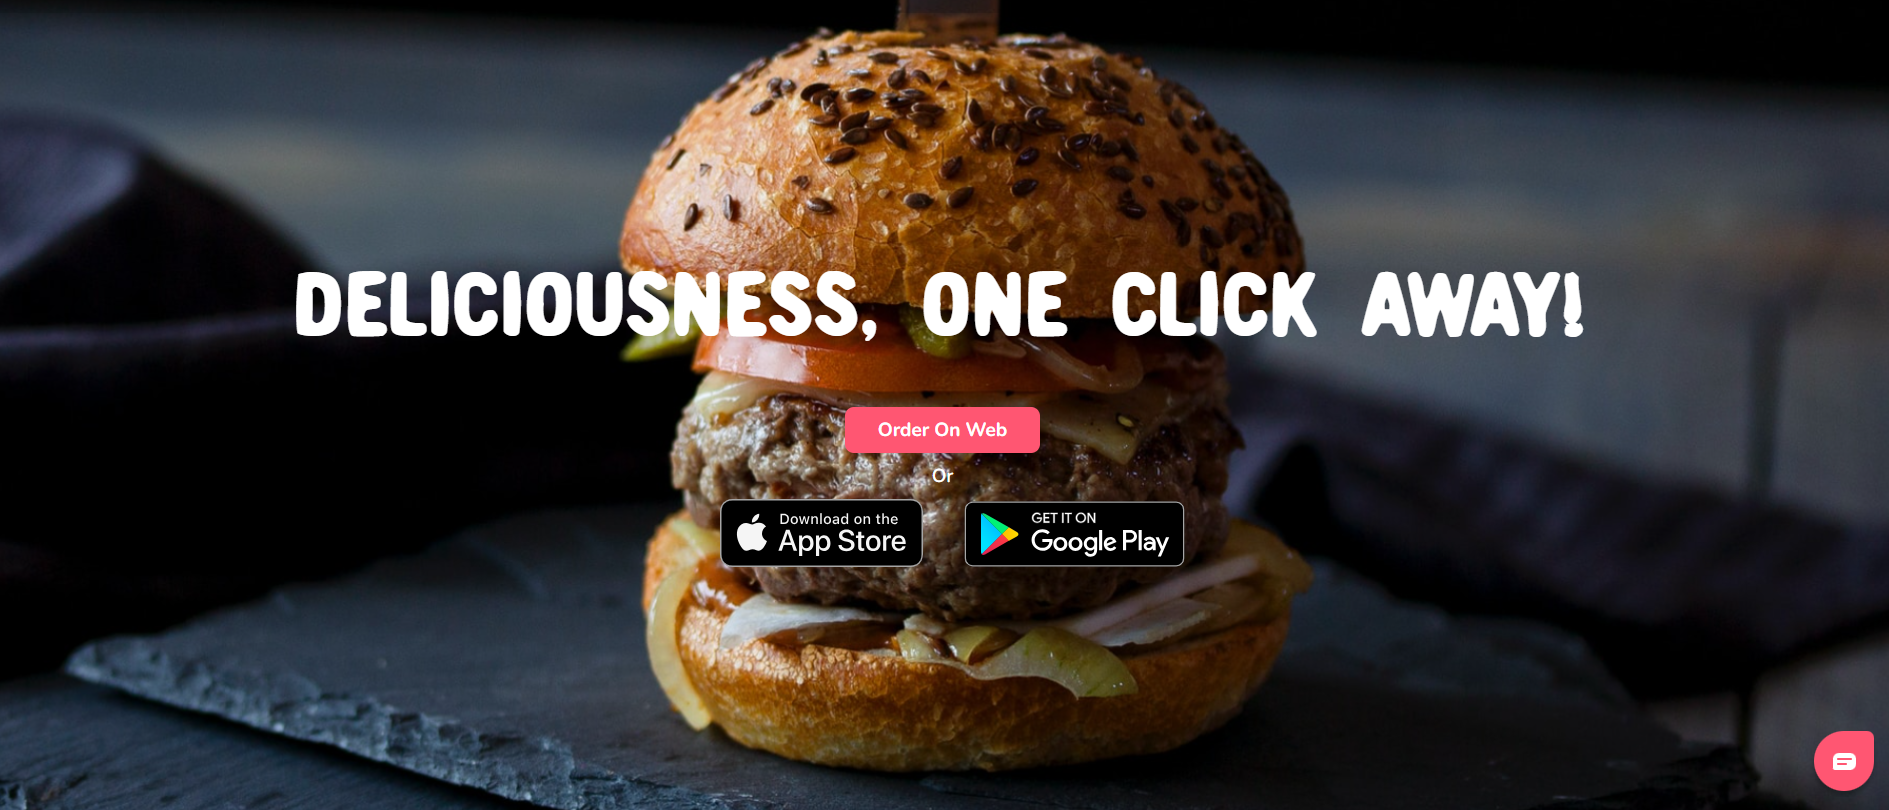 DELICIOUSNESS, ONE CLICK AWAY!
Order On Web
Or
Download on the
App Store
GET IT ON
Google Play